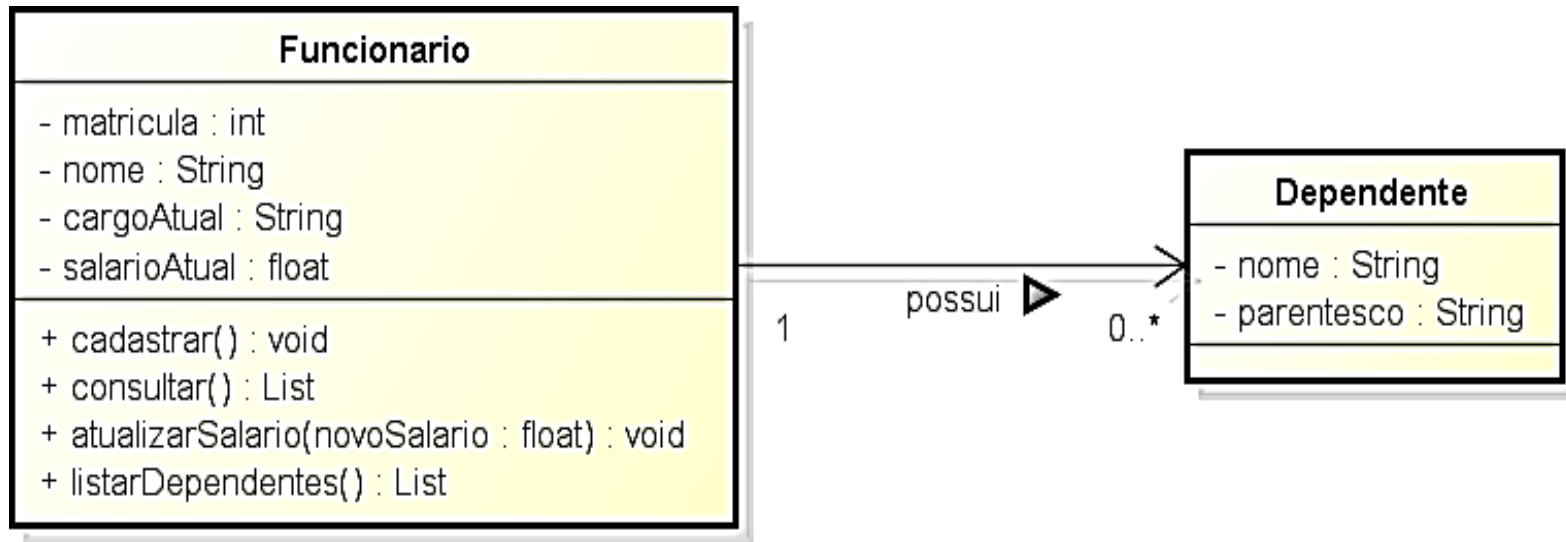 Funcionario
- matricula : int
- nome : String
- cargoAtual : String
- salarioAtual : float
+ cadastrar() : void
+ consultar() : List
+ atualizarSalario(novoSalario : float) : void
+ listarDependentes() : List
1
possui
0..*
Dependente
- nome : String
- parentesco : String